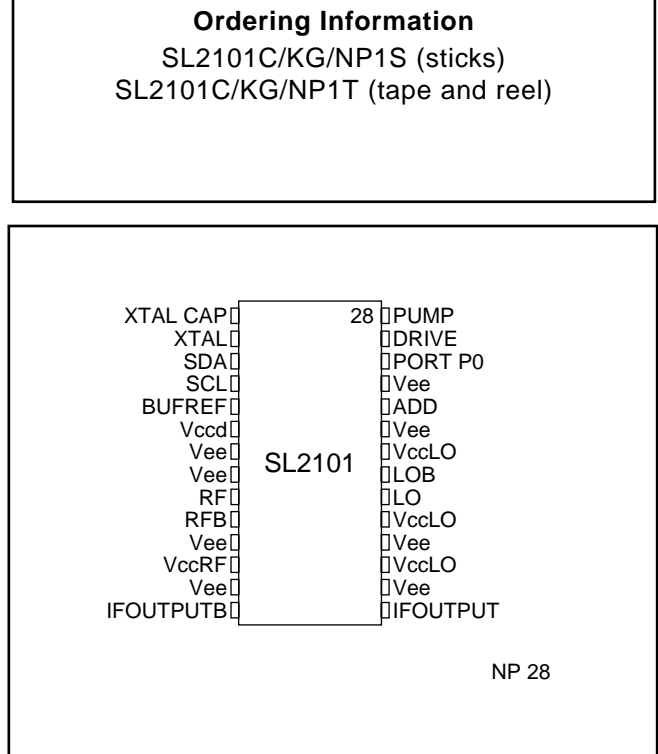 Ordering Information
SL2101C/KG/NP1S (sticks)
SL2101C/KG/NP1T (tape and reel)
XTAL CAP 28 PUMP
XTAL DRIVE
SDA PORT P0
SCL Vee
BUFREF ADD
Vccd Vee
Vee VccLO
Vee SL2101 LOB
RF LO
RFB VccLO
Vee Vee
VccRF VccLO
Vee Vee
IFOUTPUTB IFOUTPUT
NP 28